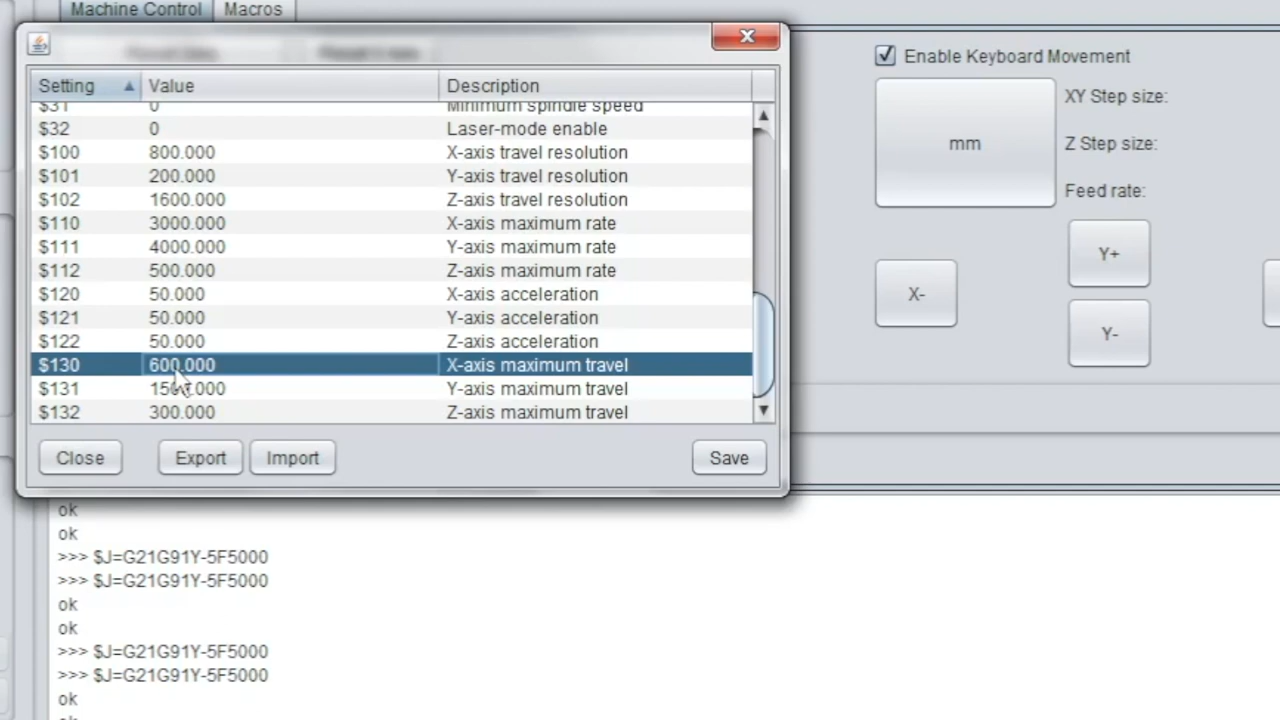 Machine Control Macros
Enable Keyboard Movement
Setting Value Description
$31 0 Minimum spindle speed
$32 0 Laser-mode enable
$100 800.000 X-axis travel resolution
$101 200.000 Y-axis travel resolution
$102 1600.000 Z-axis travel resolution
$110 3000.000 X-axis maximum rate
$111 4000.000 Y-axis maximum rate
$112 500.000 Z-axis maximum rate
$120 50.000 X-axis acceleration
$121 50.000 Y-axis acceleration
$122 50.000 Z-axis acceleration
$130 600.000 X-axis maximum travel
$131 Y-axis maximum travel
$132 300.000 Z-axis maximum travel
Close Export Import Save
mm
XY Step size:
Z Step size:
Feed rate:
Y+
X-
Y-
ok
ok
>>> $J=G21G91Y-5F5000
>>> $J=G21G91Y-5F5000
ok
ok
>>> $J=G21G91Y-5F5000
>>> $J=G21G91Y-5F5000
ok